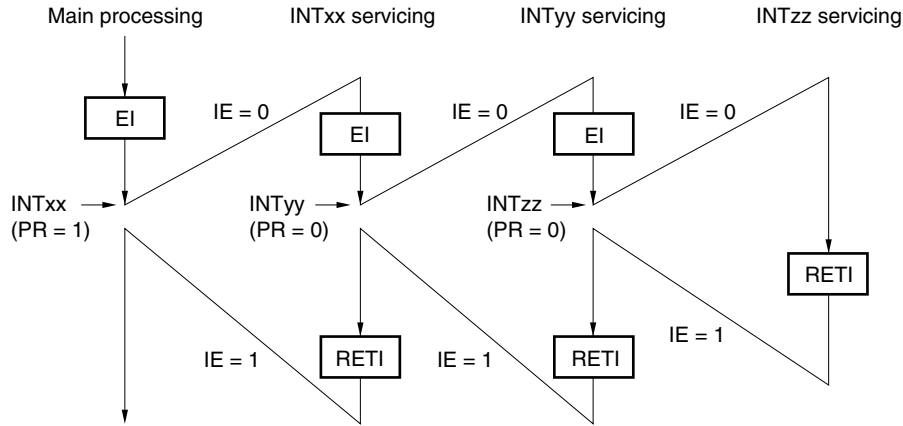 Main processing
INTxx servicing
INTyy servicing
INTzz servicing
EI
IE = 0
EI
IE = 0
EI
IE = 0
INTxx
(PR = 1)
INTyy
(PR = 0)
INTzz
(PR = 0)
RETI
IE = 1
RETI
IE = 1
RETI
IE = 1